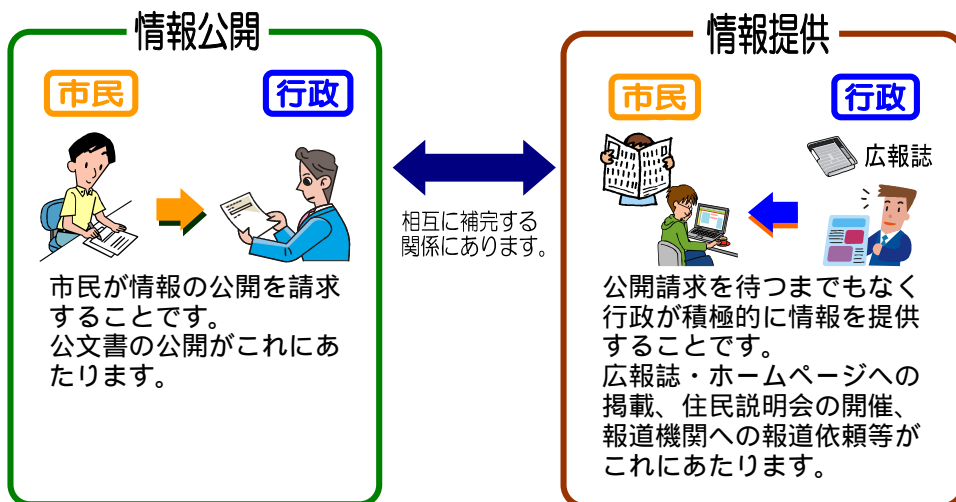 情報公開
市民
行政
市民が情報の公開を請求
することです。
公文書の公開がこれにあ
たります。
相互に補完する
関係にあります。
情報提供
市民
行政
広報誌
公開請求を待つまでもなく
行政が積極的に情報を提供
することです。
広報誌・ホームページへの
掲載、住民説明会の開催、
報道機関への報道依頼等が
これにあたります。